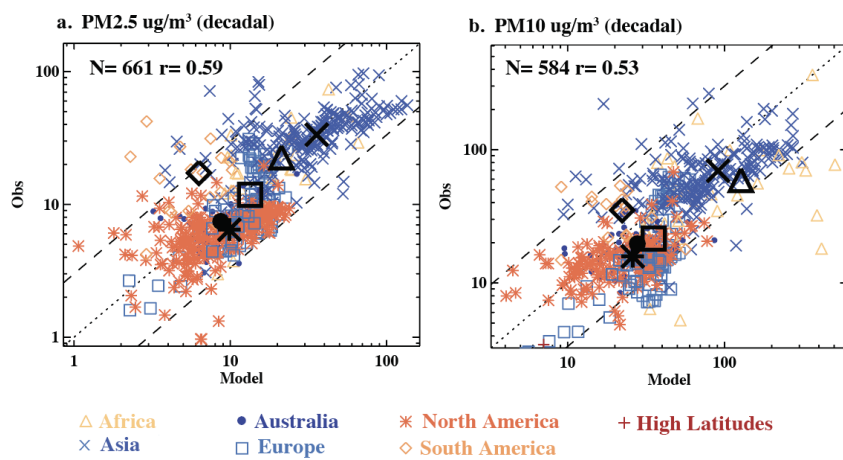 a. PM2.5 ug/m³ (decadal)
b. PM10 ug/m³ (decadal)
N= 661 r= 0.59
N= 584 r= 0.53
100
10
1
Obs
1 10 100
Model
100
10
Obs
10 100
Model
Africa
Australia
North America
High Latitudes
Asia
Europe
South America